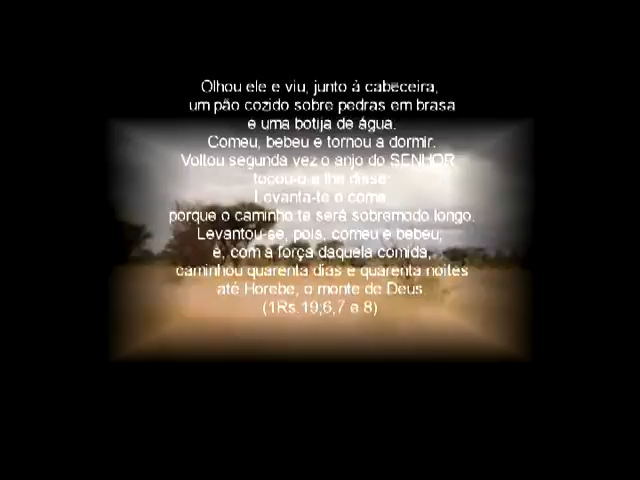 Olhou ele e viu, junto à cabeceira,
um pão cozido sobre pedras em brasa
e uma botija de água.
Comeu, bebeu e tornou a dormir.
Voltou segunda vez o anjo do SENHOR
tocou-o e lhe disse:
Levanta-te e come,
porque o caminho te será sobremodo longo.
Levantou-se, pois, comeu e bebeu;
e, com a força daquela comida,
caminhou quarenta dias e quarenta noites
até Horebe, o monte de Deus
(1Rs.19;6,7 e 8)